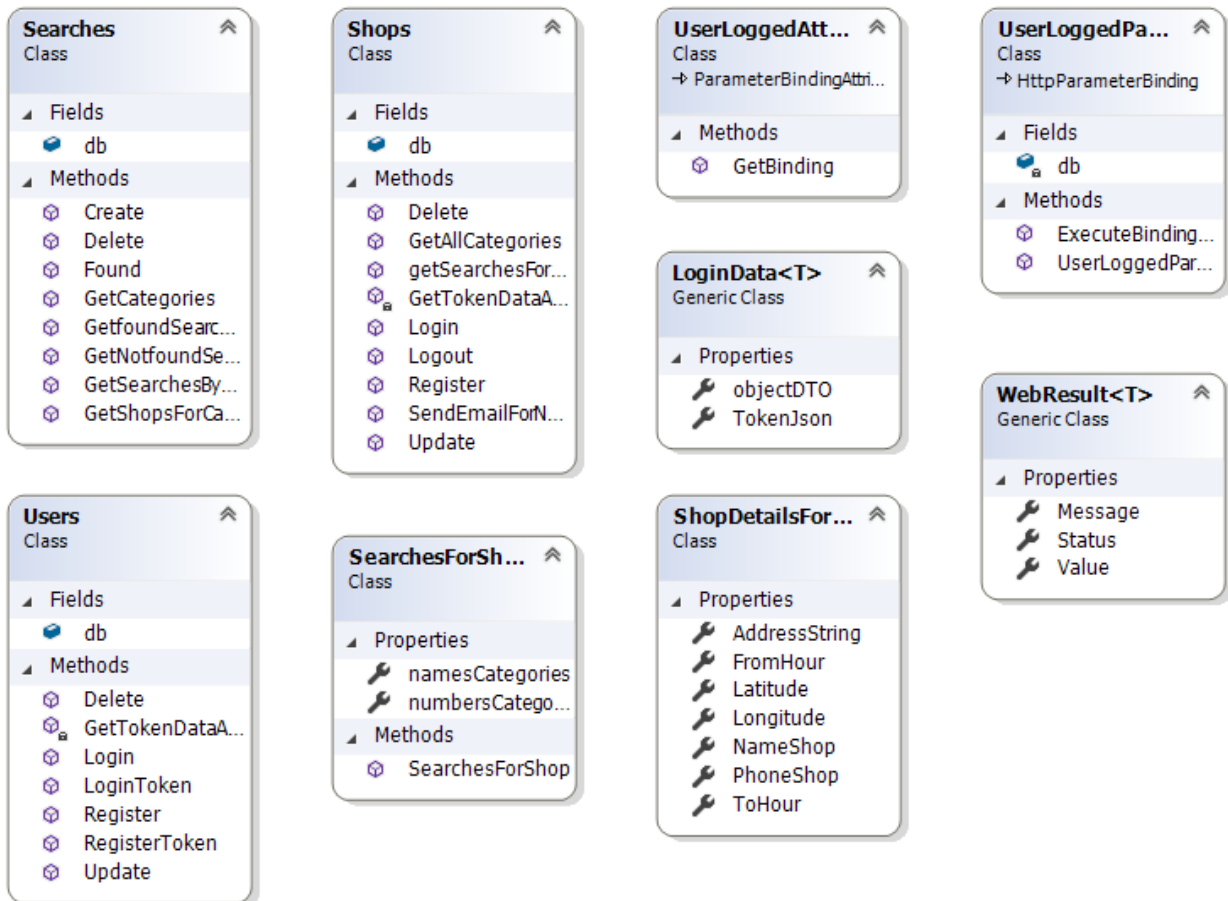 Searches
Class
Fields
db
Methods
Create
Delete
Found
GetCategories
GetfoundSearc...
GetNotfoundSe...
GetSearchesBy...
GetShopsForCa...
Shops
Class
Fields
db
Methods
Delete
GetAllCategories
getSearchesFor...
GetTokenDataA...
Login
Logout
Register
SendEmailForN...
Update
UserLoggedAtt...
Class
ParameterBindingAttri...
Methods
GetBinding
UserLoggedPa...
Class
HttpParameterBinding
Fields
db
Methods
ExecuteBinding...
UserLoggedPar...
LoginData<T>
Generic Class
Properties
objectDTO
TokenJson
WebResult<T>
Generic Class
Properties
Message
Status
Value
Users
Class
Fields
db
Methods
Delete
GetTokenDataA...
Login
LoginToken
Register
RegisterToken
Update
SearchesForSh...
Class
Properties
namesCategories
numbersCatego...
Methods
SearchesForShop
ShopDetailsFor...
Class
Properties
AddressString
FromHour
Latitude
Longitude
NameShop
PhoneShop
ToHour